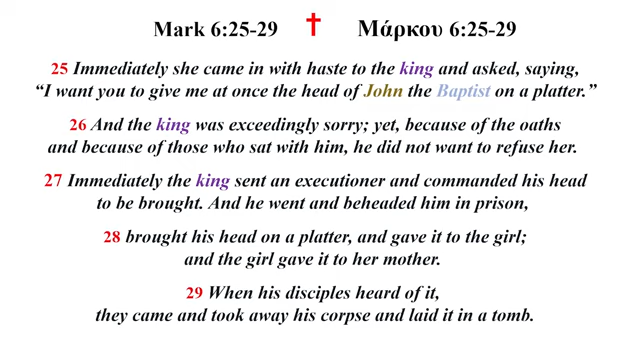 Mark 6:25-29 ✝ Μάρκου 6:25-29
25 Immediately she came in with haste to the king and asked, saying,
“I want you to give me at once the head of John the Baptist on a platter.”
26 And the king was exceedingly sorry; yet, because of the oaths
and because of those who sat with him, he did not want to refuse her.
27 Immediately the king sent an executioner and commanded his head
to be brought. And he went and beheaded him in prison,
28 brought his head on a platter, and gave it to the girl;
and the girl gave it to her mother.
29 When his disciples heard of it,
they came and took away his corpse and laid it in a tomb.